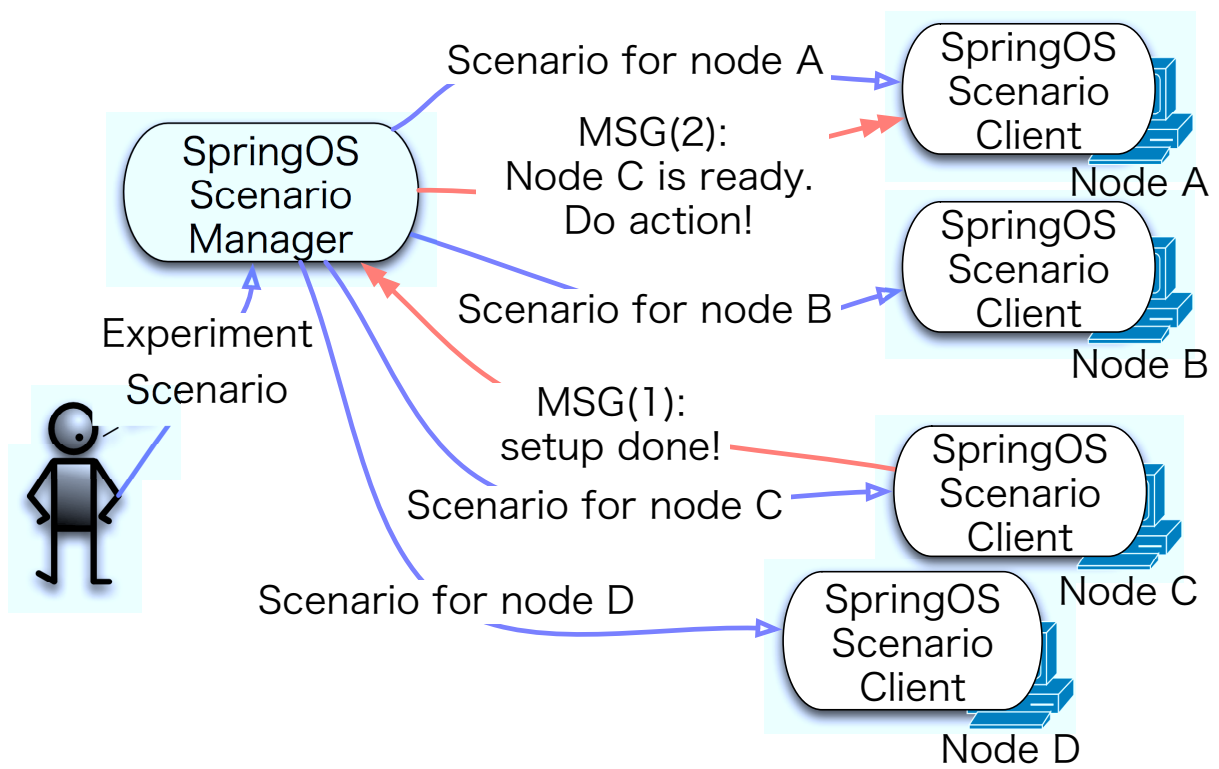 Scenario for node A
SpringOS
Scenario
Client
Node A
MSG(2):
Node C is ready.
Do action!
SpringOS
Scenario
Manager
SpringOS
Scenario
Client
Node B
Scenario for node B
Experiment
Scenario
MSG(1):
setup done!
SpringOS
Scenario
Client
Node C
Scenario for node C
Scenario for node D
SpringOS
Scenario
Client
Node D